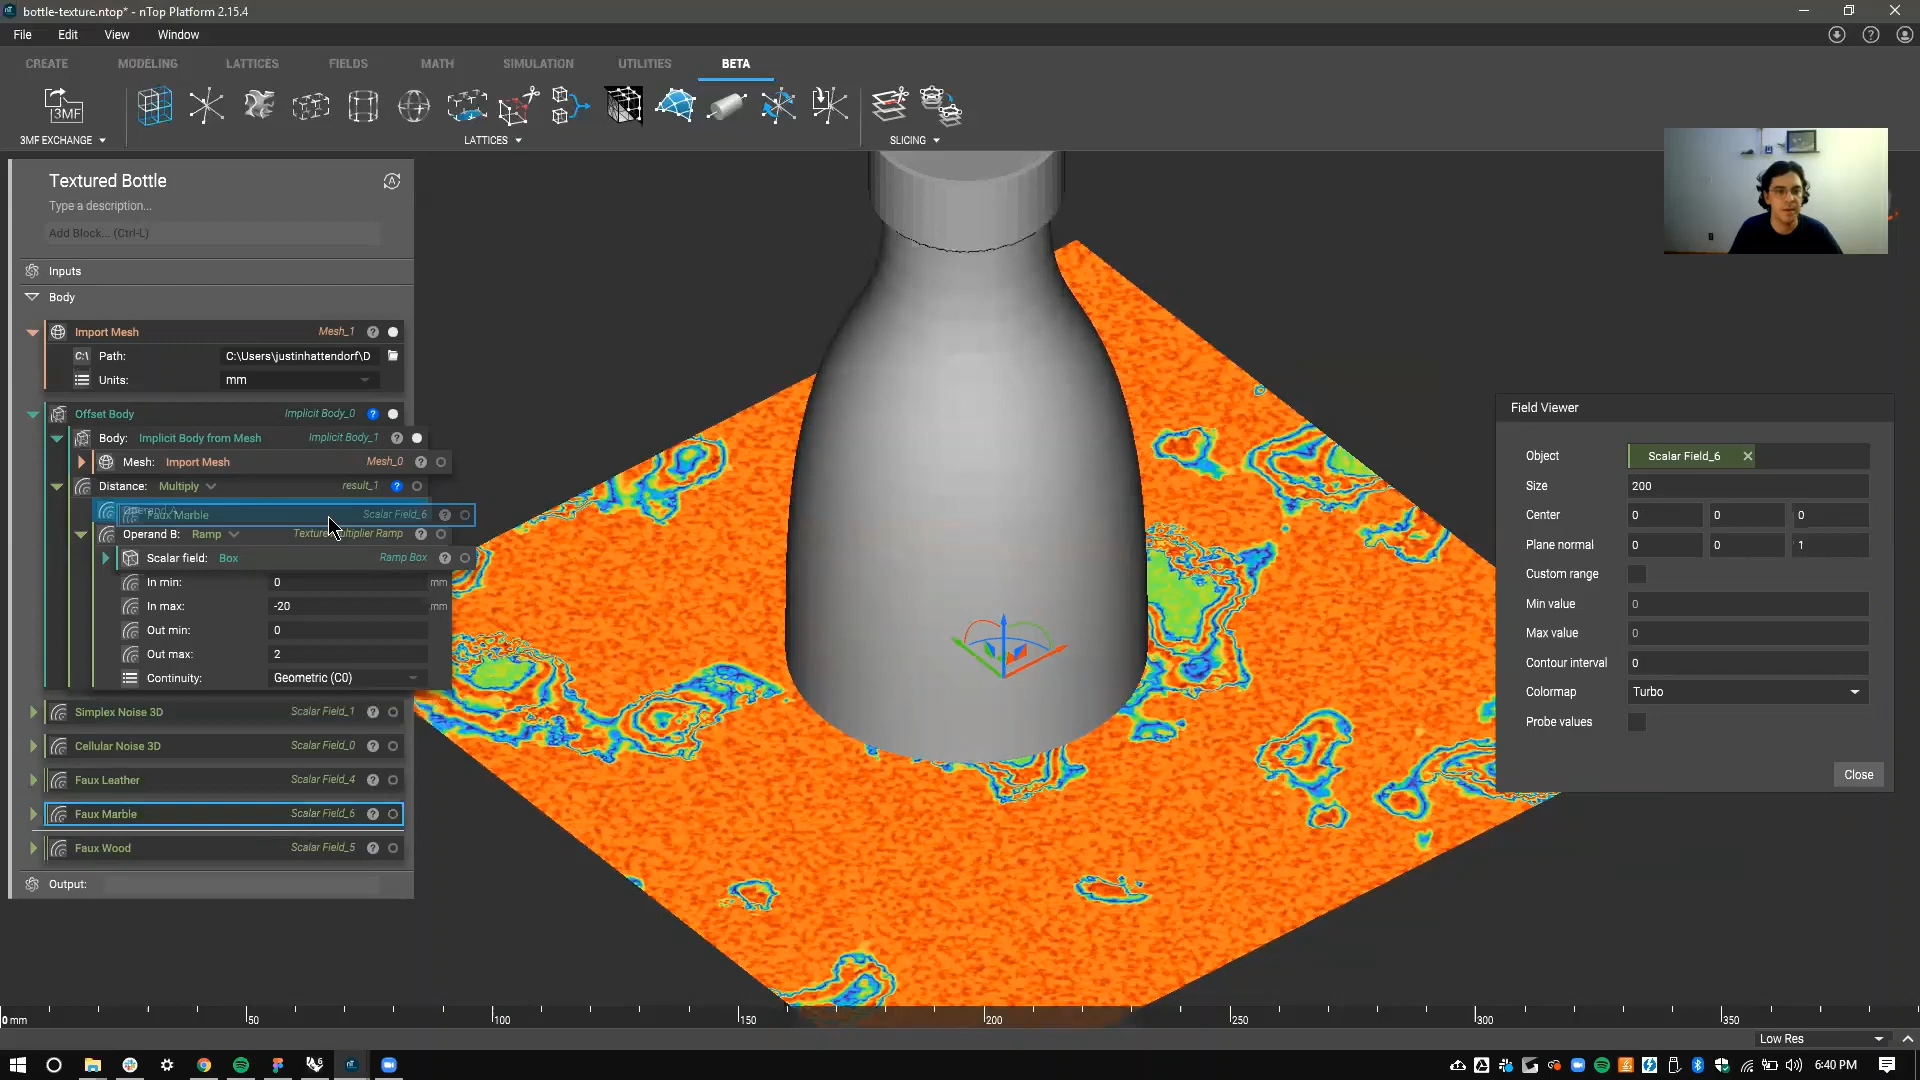 bottle-texture.ntop* - nTop Platform 2.15.4
File Edit View Window
CREATE MODELING LATTICES FIELDS MATH SIMULATION UTILITIES BETA
3MF
3MF EXCHANGE LATTICES SLICING
Textured Bottle
Type a description...
Add Block... (Ctrl-L)
Inputs
Body
Import Mesh Mesh_1
C:\ Path: C:\Users\justinhattendorf\D
Units: mm
Offset Body Implicit Body_0
Body: Implicit Body from Mesh Implicit Body_1
Mesh: Import Mesh Mesh_0
Distance: Multiply result_1
Faux Marble Scalar Field_6
Operand B: Ramp Texture Multiplier Ramp
Scalar field: Box Ramp Box
In min: 0 mm
In max: -20 mm
Out min: 0
Out max: 2
Continuity: Geometric (C0)
Simplex Noise 3D Scalar Field_1
Cellular Noise 3D Scalar Field_0
Faux Leather Scalar Field_4
Faux Marble Scalar Field_6
Faux Wood Scalar Field_5
Output:
Field Viewer
Object Scalar Field_6
Size 200
Center 0 0 0
Plane normal 0 0 1
Custom range
Min value 0
Max value 0
Contour interval 0
Colormap Turbo
Probe values
Close
0 mm 50 100 150 200 250 300 350
Low Res
6:40 PM